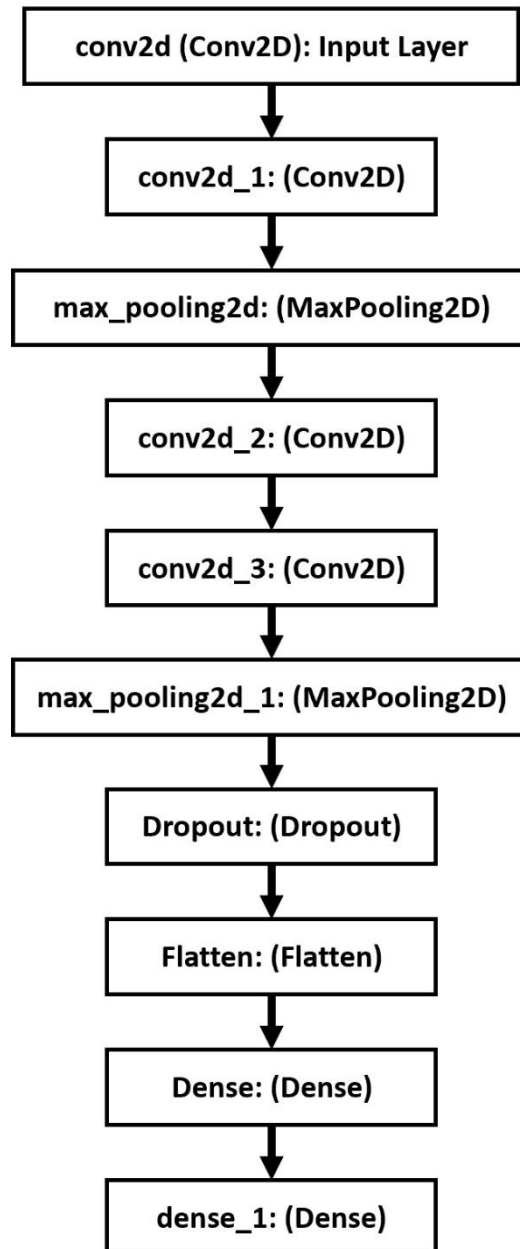 conv2d (Conv2D): Input Layer
conv2d_1: (Conv2D)
max_pooling2d: (MaxPooling2D)
conv2d_2: (Conv2D)
conv2d_3: (Conv2D)
max_pooling2d_1: (MaxPooling2D)
Dropout: (Dropout)
Flatten: (Flatten)
Dense: (Dense)
dense_1: (Dense)